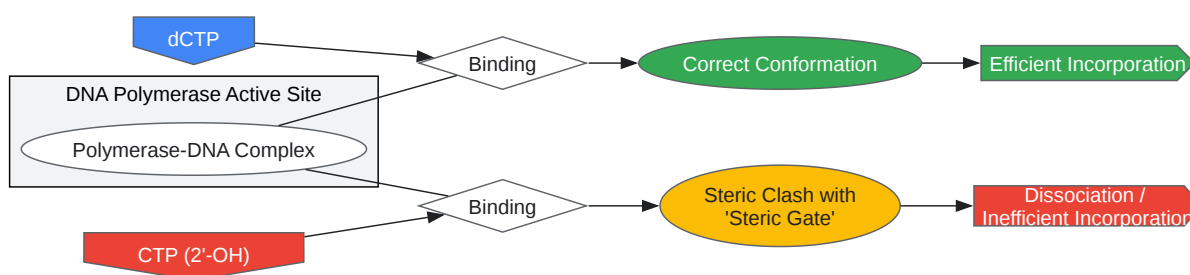 dCTP
Binding
Correct Conformation
Efficient Incorporation
DNA Polymerase Active Site
Polymerase-DNA Complex
Binding
Steric Clash with
'Steric Gate'
Dissociation /
Inefficient Incorporation
CTP (2'-OH)